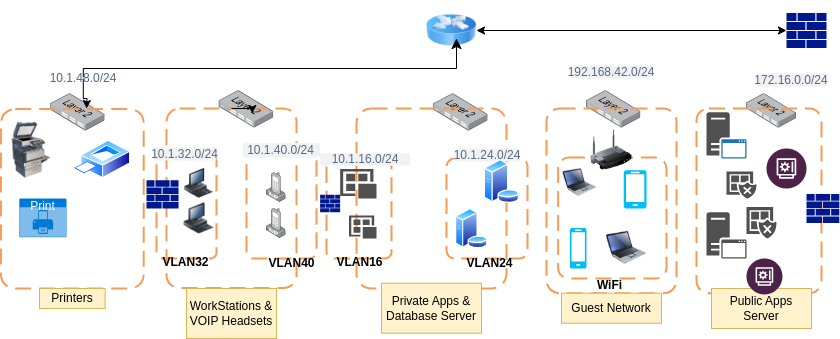 10.1.48.0/24
192.168.42.0/24
172.16.0.0/24
Layer 2
Layer 2
Layer 2
Layer 2
Layer 2
10.1.32.0/24
10.1.40.0/24
10.1.16.0/24
10.1.24.0/24
Print
VLAN32
VLAN40
VLAN16
VLAN24
WiFi
Printers
WorkStations &
VOIP Headsets
Private Apps &
Database Server
Guest Network
Public Apps
Server